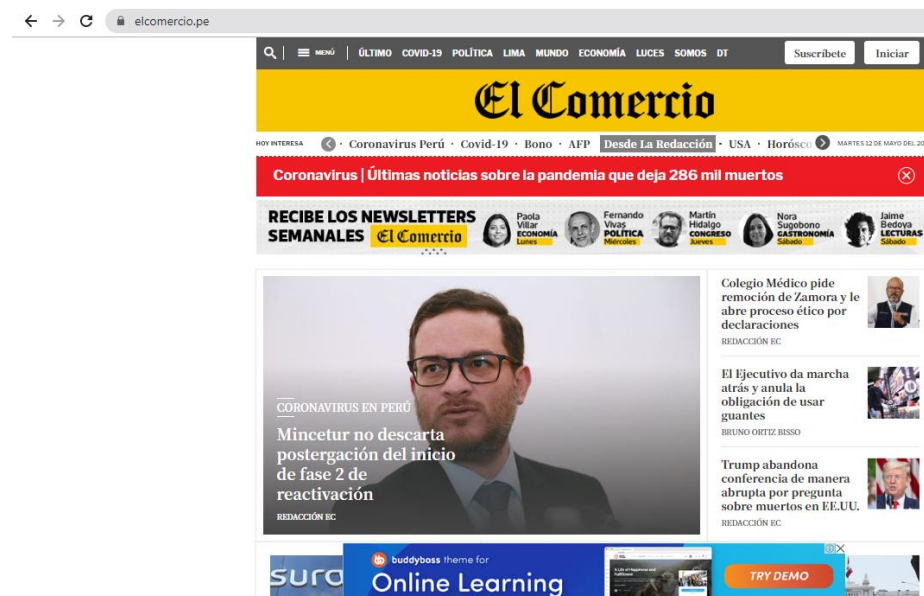 elcomercio.pe
MENÚ ÚLTIMO COVID-19 POLÍTICA LIMA MUNDO ECONOMÍA LUCES SOMOS DT Suscríbete Iniciar
El Comercio
HOY INTERESA · Coronavirus Perú · Covid-19 · Bono · AFP Desde La Redacción · USA · Horósco MARTES 12 DE MAYO DEL 20
Coronavirus | Últimas noticias sobre la pandemia que deja 286 mil muertos
RECIBE LOS NEWSLETTERS
SEMANALES El Comercio
Paola
Villar
ECONOMÍA
Lunes
Fernando
Vivas
POLÍTICA
Miércoles
Martín
Hidalgo
CONGRESO
Jueves
Nora
Sugobono
GASTRONOMÍA
Sábado
Jaime
Bedoya
LECTURAS
Sábado
CORONAVIRUS EN PERÚ
Mincetur no descarta
postergación del inicio
de fase 2 de
reactivación
REDACCIÓN EC
Colegio Médico pide
remoción de Zamora y le
abre proceso ético por
declaraciones
REDACCIÓN EC
El Ejecutivo da marcha
atrás y anula la
obligación de usar
guantes
BRUNO ORTIZ BISSO
Trump abandona
conferencia de manera
abrupta por pregunta
sobre muertos en EE.UU.
REDACCIÓN EC
sura
buddyboss theme for
Online Learning
TRY DEMO